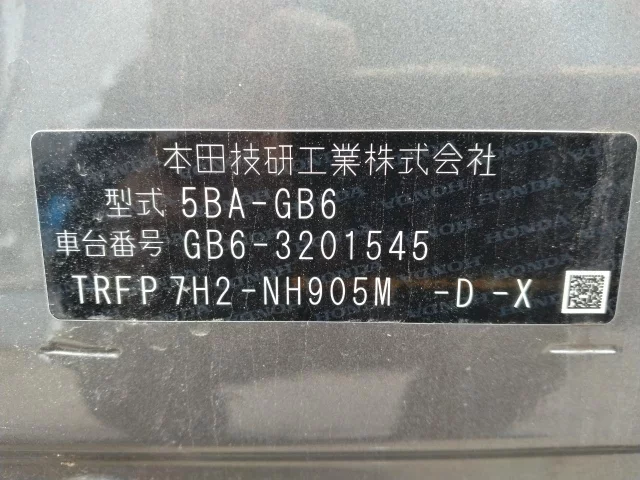 本田技研工業株式会社
型式 5BA-GB6
車台番号 GB6-3201545
TRFP 7H2-NH905M -D -X